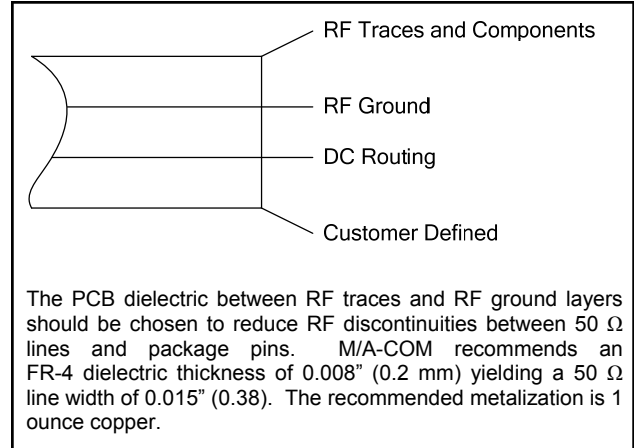 RF Traces and Components
RF Ground
DC Routing
Customer Defined
The PCB dielectric between RF traces and RF ground layers
should be chosen to reduce RF discontinuities between 50 Ω
lines and package pins. M/A-COM recommends an
FR-4 dielectric thickness of 0.008” (0.2 mm) yielding a 50 Ω
line width of 0.015” (0.38). The recommended metalization is 1
ounce copper.